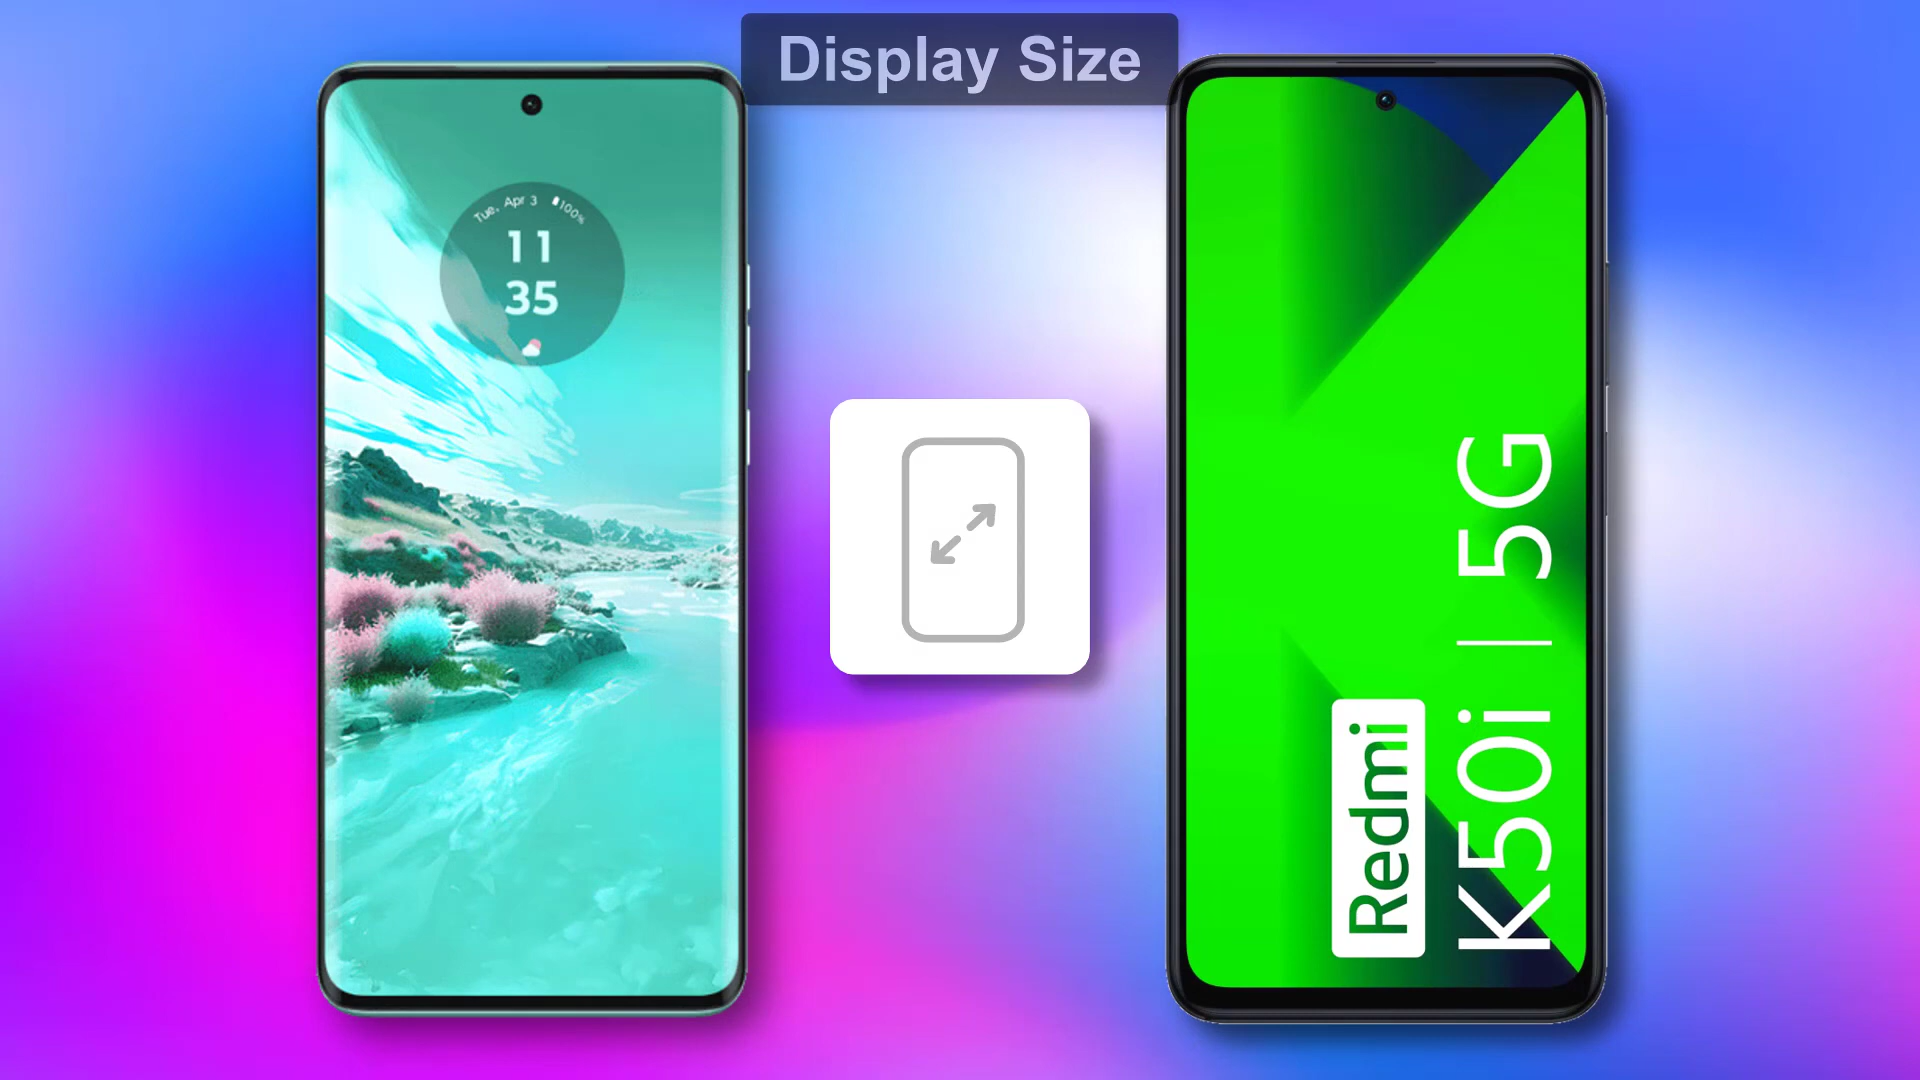 Display Size
Tue, Apr 3 100%
11
35
Redmi
K50i | 5G